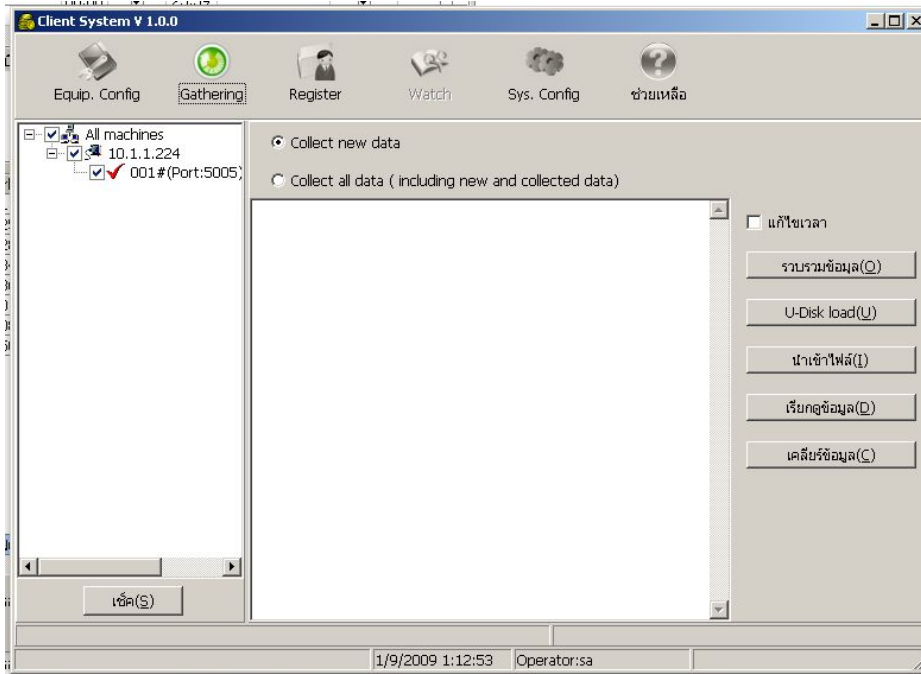 Client System V 1.0.0
Equip. Config
Gathering
Register
Watch
Sys. Config
ช่วยเหลือ
All machines
10.1.1.224
001#(Port:5005)
Collect new data
Collect all data ( including new and collected data)
แก้ไขเวลา
รวบรวมข้อมูล(O)
U-Disk load(U)
นำเข้าไฟล์(I)
เรียกดูข้อมูล(D)
เคลียร์ข้อมูล(C)
เช็ค(S)
1/9/2009 1:12:53
Operator:sa